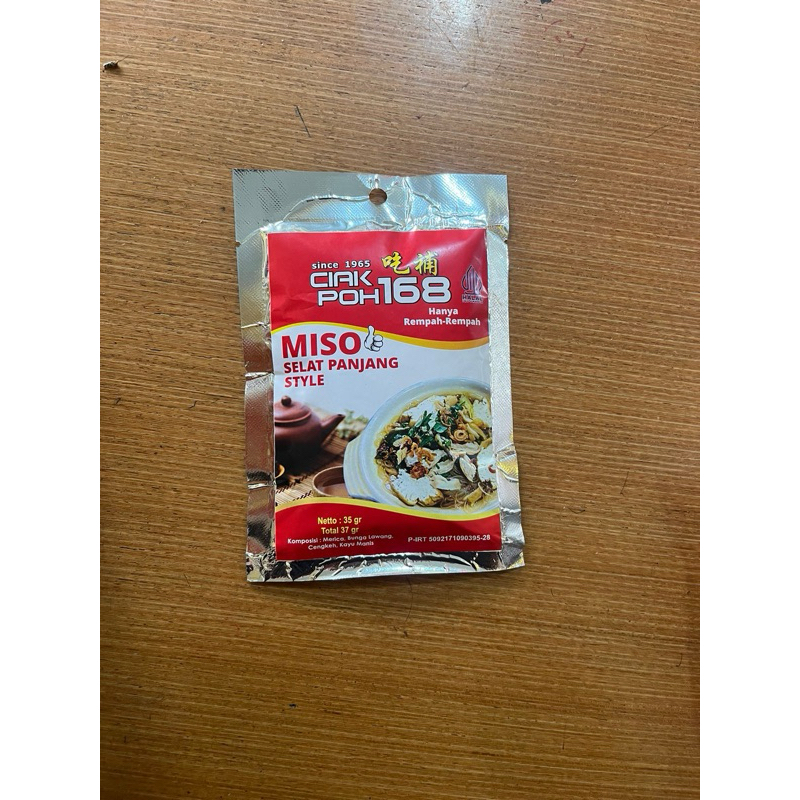 since 1965
吃補
CIAK
POH168
Hanya
Rempah-Rempah
MISO
SELAT PANJANG
STYLE
Netto : 35 gr
Total 37 gr
Komposisi : Merica, Bunga Lawang,
Cengkeh, Kayu Manis
P-IRT 5092171090395-28